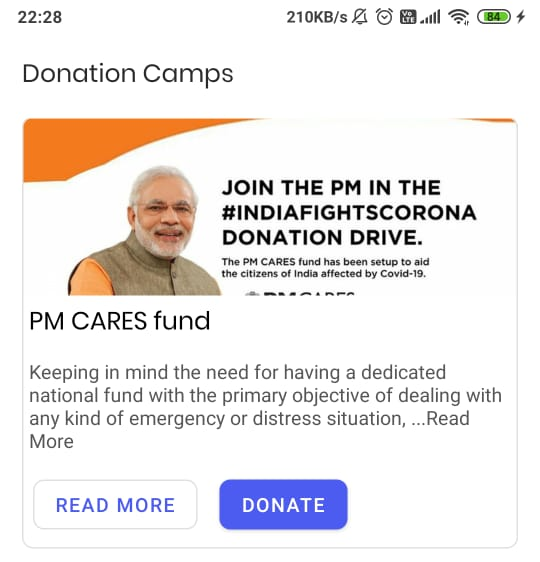 22:28 210KB/s Vo LTE 84
Donation Camps
JOIN THE PM IN THE
#INDIAFIGHTSCORONA
DONATION DRIVE.
The PM CARES fund has been setup to aid
the citizens of India affected by Covid-19.
PM CARES
PM CARES fund
Keeping in mind the need for having a dedicated
national fund with the primary objective of dealing with
any kind of emergency or distress situation, ...Read
More
READ MORE DONATE